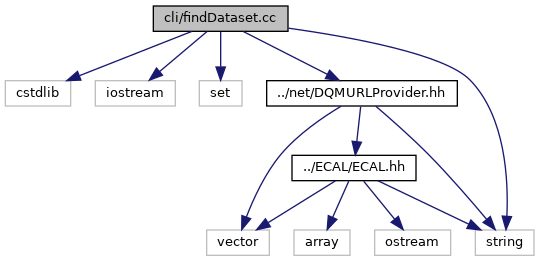 cli/findDataset.cc
cstdlib
iostream
set
../net/DQMURLProvider.hh
../ECAL/ECAL.hh
vector
array
ostream
string